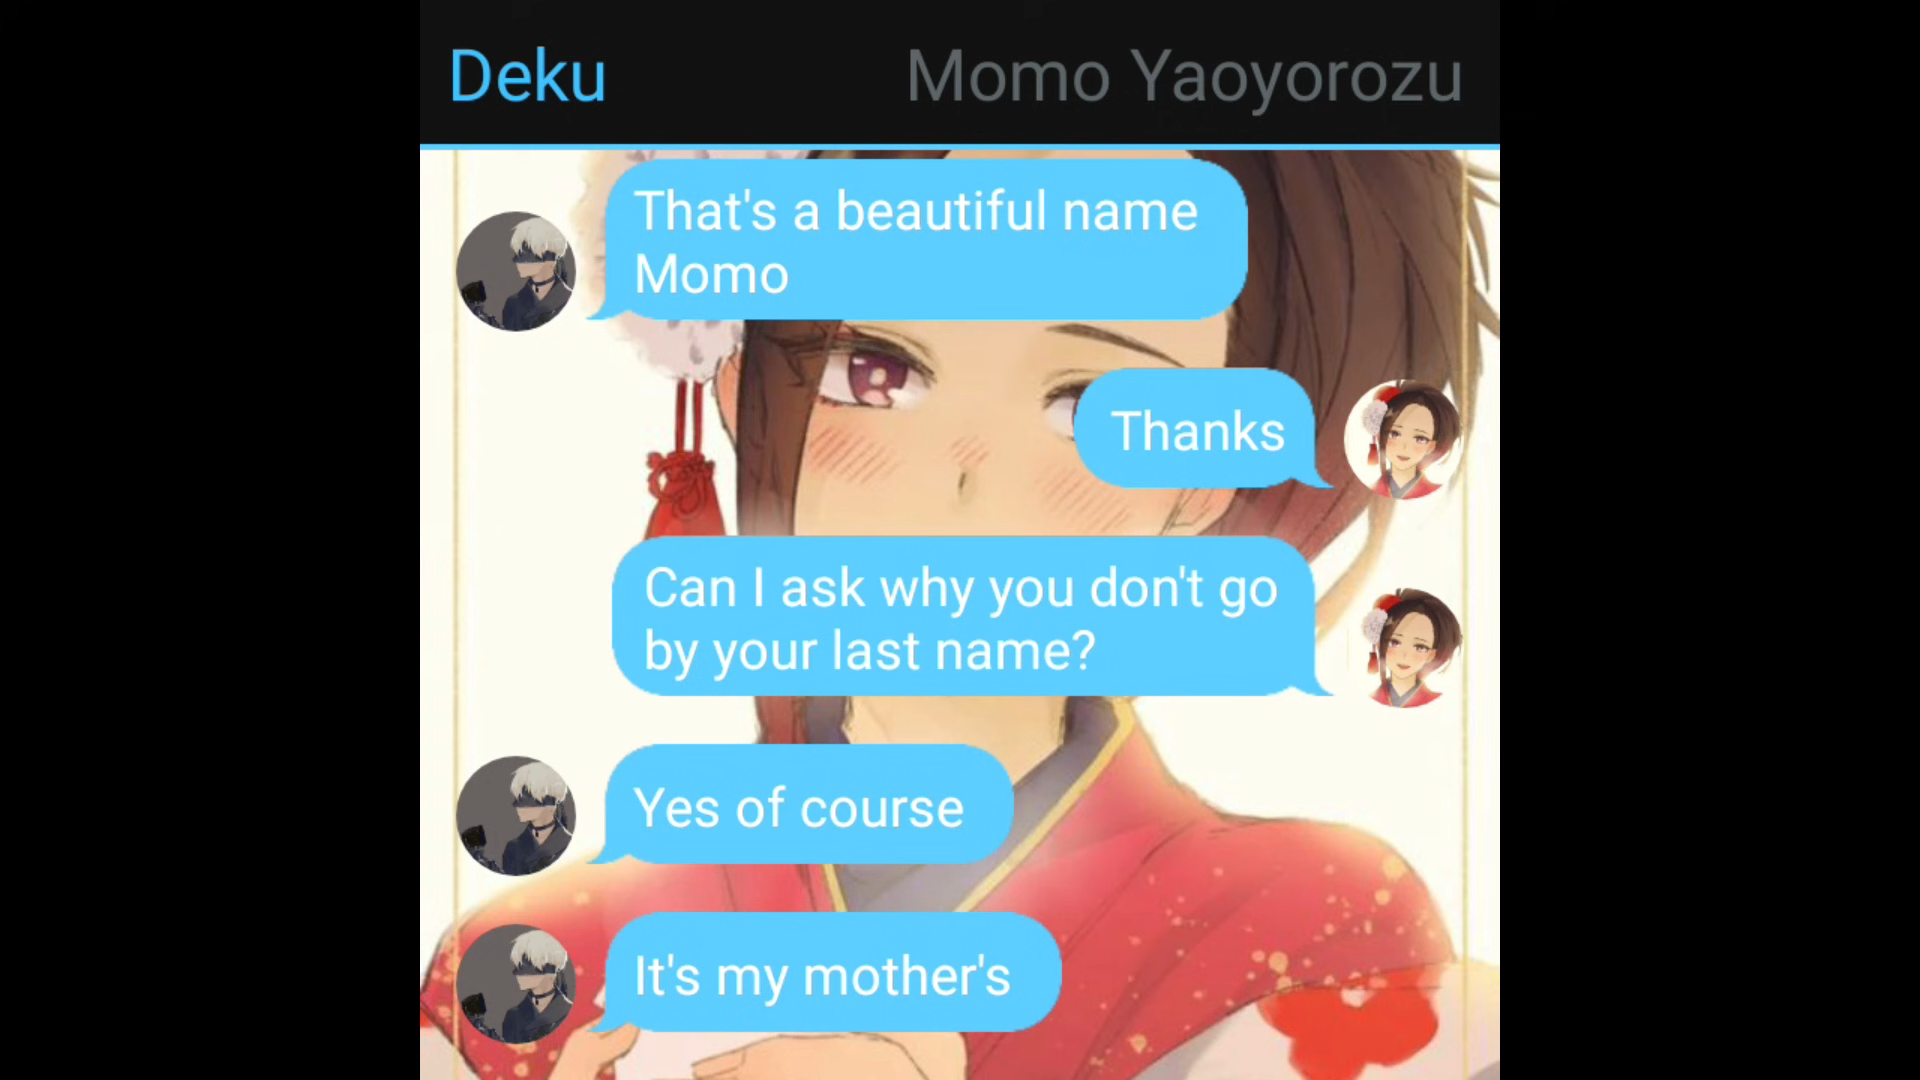 Deku
Momo Yaoyorozu
That's a beautiful name
Momo
Thanks
Can I ask why you don't go
by your last name?
Yes of course
It's my mother's